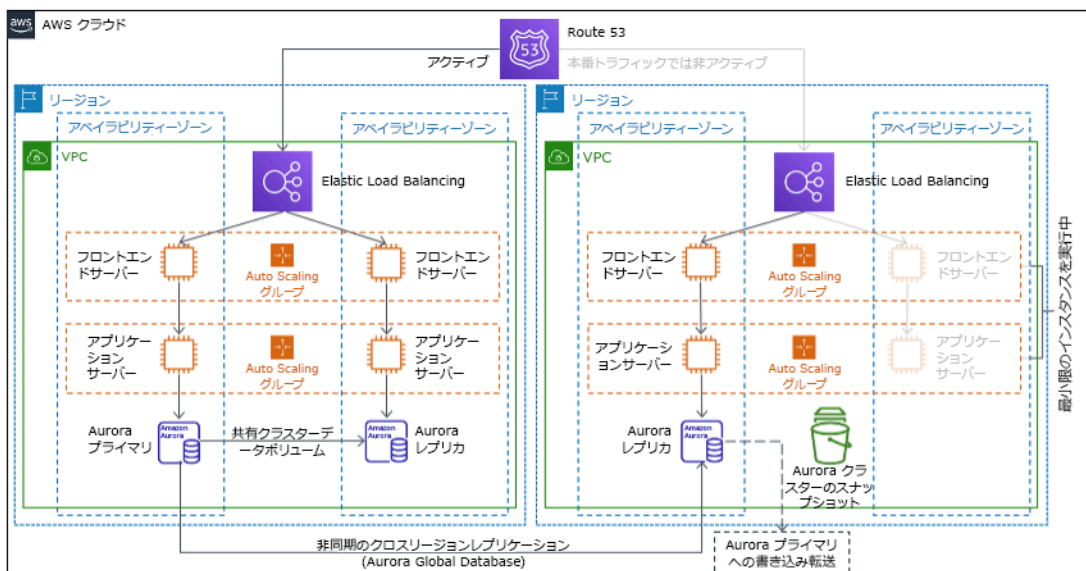 aws
AWS クラウド
53
Route 53
アクティブ
本番トラフィックでは非アクティブ
リージョン
アベイラビリティーゾーン
アベイラビリティーゾーン
VPC
Elastic Load Balancing
フロントエン
ドサーバー
Auto Scaling
グループ
フロントエン
ドサーバー
アプリケー
ション
サーバー
Auto Scaling
グループ
アプリケー
ション
サーバー
Aurora
プライマリ
Amazon
Aurora
共有クラスターデ
ータボリューム
Amazon
Aurora
Aurora
レプリカ
リージョン
アベイラビリティーゾーン
アベイラビリティーゾーン
VPC
Elastic Load Balancing
フロントエン
ドサーバー
Auto Scaling
グループ
フロントエン
ドサーバー
アプリケーシ
ョンサーバー
Auto Scaling
グループ
アプリケー
ション
サーバー
最小限のインスタンスを実行中
Aurora
レプリカ
Amazon
Aurora
Aurora クラ
スターのスナッ
プショット
非同期のクロスリージョンレプリケーション
(Aurora Global Database)
Aurora プライマリ
への書き込み転送